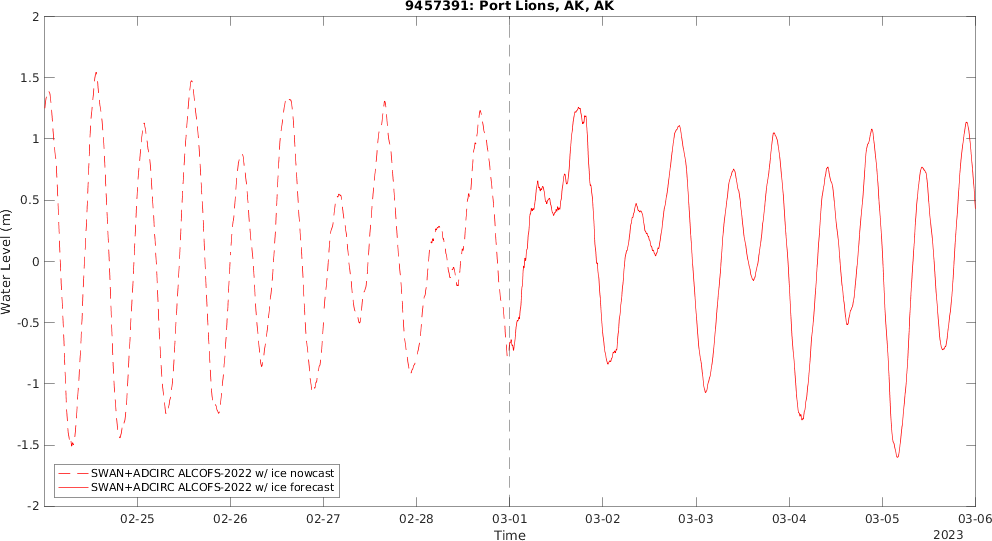 9457391: Port Lions, AK, AK
Water Level (m)
2
1.5
1
0.5
0
-0.5
-1
-1.5
-2
SWAN+ADCIRC ALCOFS-2022 w/ ice nowcast
SWAN+ADCIRC ALCOFS-2022 w/ ice forecast
02-25 02-26 02-27 02-28 03-01 03-02 03-03 03-04 03-05 03-06
Time
2023